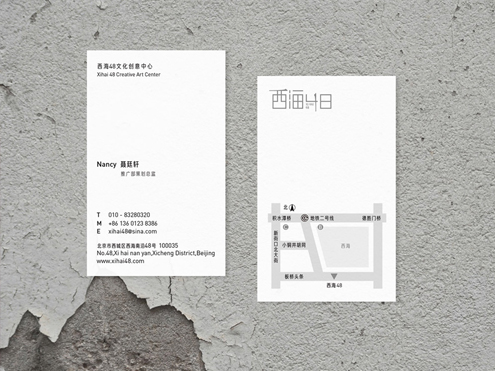 西海48文化创意中心
Xihai 48 Creative Art Center
Nancy 聂廷轩
推广部策划总监
T 010 - 83280320
M +86 136 0123 8386
E xihai48@sina.com
北京市西城区西海南沿48号 100035
No.48,Xi hai nan yan,Xicheng District,Beijing
www.xihai48.com
西海48
北
积水潭桥
地铁二号线
德胜门桥
新街口北大街
小铜井胡同
西海
板桥头条
西海48